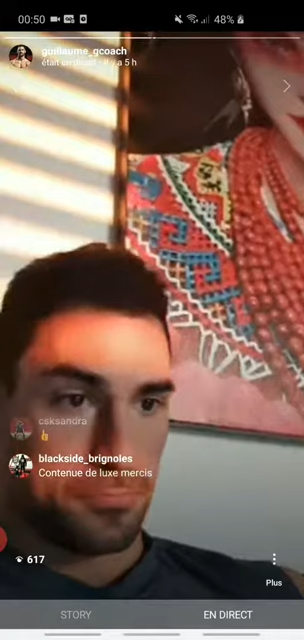 00:50
48%
guillaume_gcoach
était en direct · Il y a 5 h
csksandra
👆
blackside_brignoles
Contenue de luxe mercis
617
Plus
STORY
EN DIRECT